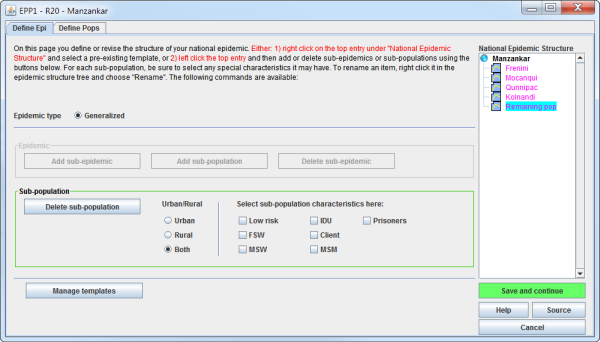 EPP1 - R20 - Manzankar
Define Epi
Define Pops
On this page you define or revise the structure of your national epidemic. Either: 1) right click on the top entry under "National Epidemic
Structure" and select a pre-existing template, or 2) left click the top entry and then add or delete sub-epidemics or sub-populations using the
buttons below. For each sub-population, be sure to select any special characteristics it may have. To rename an item, right click it in the
epidemic structure tree and choose "Rename". The following commands are available:
Epidemic type
Generalized
Epidemic
Add sub-epidemic
Add sub-population
Delete sub-epidemic
Sub-population
Delete sub-population
Urban/Rural
Urban
Rural
Both
Select sub-population characteristics here:
Low risk
IDU
Prisoners
FSW
Client
MSW
MSM
Manage templates
National Epidemic Structure
Manzankar
Frenini
Mocanqui
Qunnipac
Kolnandi
Remaining pop
Save and continue
Help
Source
Cancel